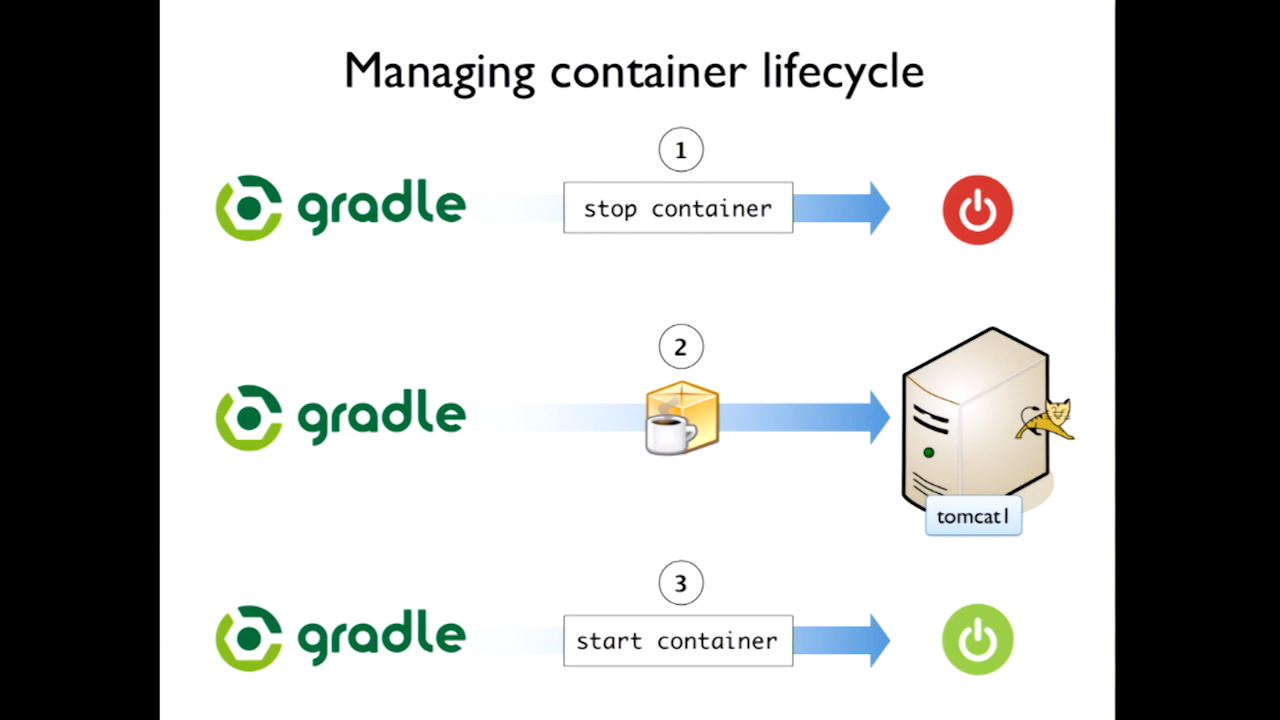 Managing container lifecycle
1
gradle
stop container
2
gradle
tomcat1
3
gradle
start container